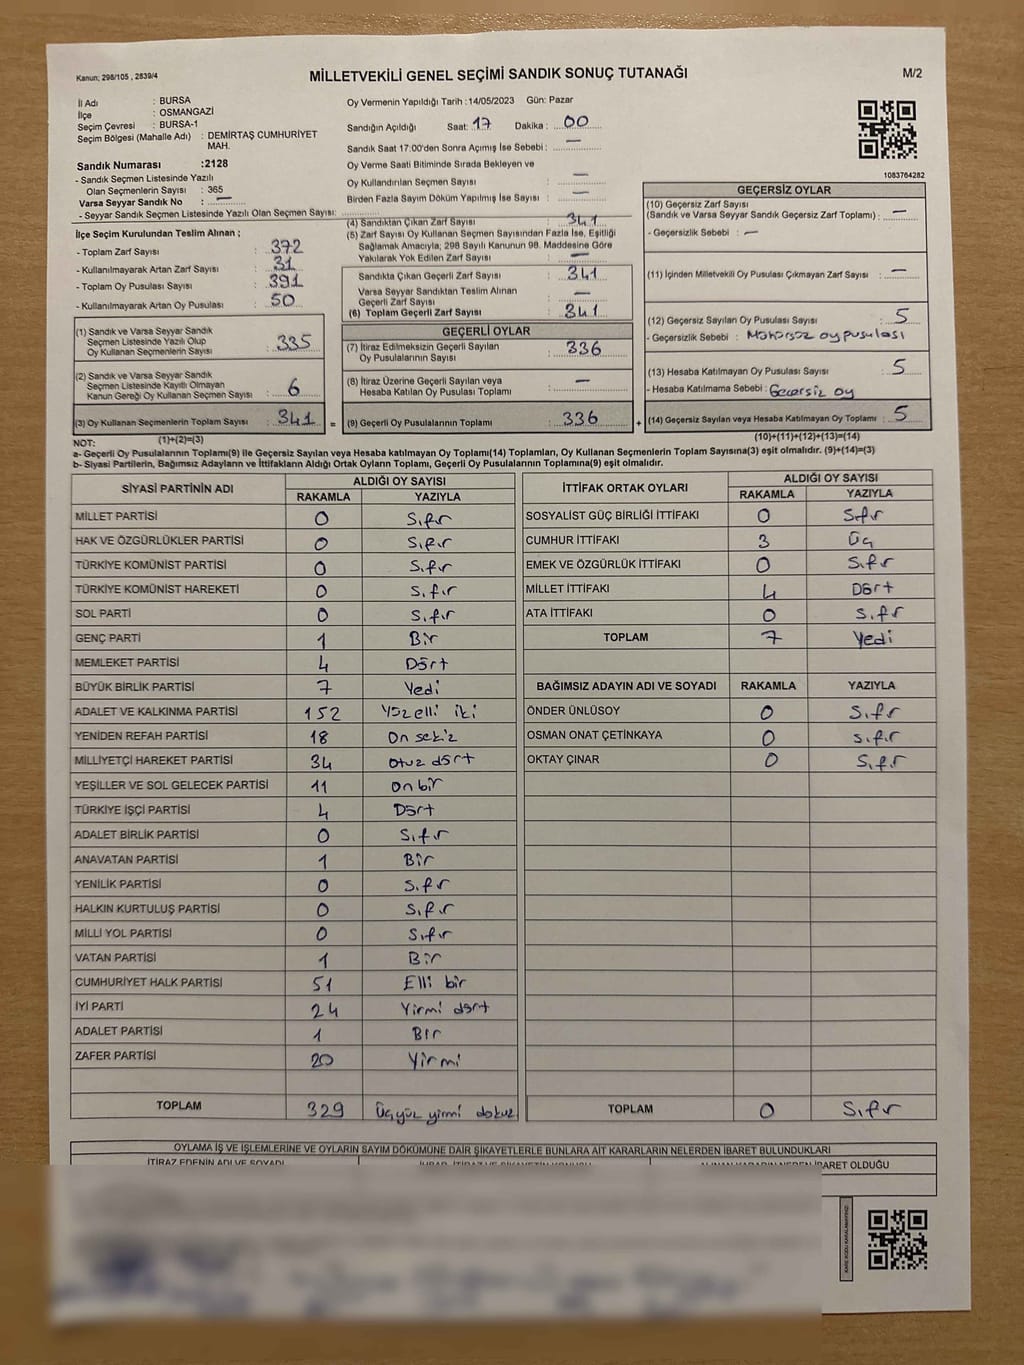 Kanun; 298/105 , 2839/4
MİLLETVEKİLİ GENEL SEÇİMİ SANDIK SONUÇ TUTANAĞI
M/2
İl Adı : BURSA
İlçe : OSMANGAZİ
Seçim Çevresi : BURSA-1
Seçim Bölgesi (Mahalle Adı) : DEMİRTAŞ CUMHURİYET
MAH.
Sandık Numarası :2128
- Sandık Seçmen Listesinde Yazılı
Olan Seçmenlerin Sayısı : 365
Varsa Seyyar Sandık No : —
- Seyyar Sandık Seçmen Listesinde Yazılı Olan Seçmen Sayısı:
Oy Vermenin Yapıldığı Tarih :14/05/2023 Gün: Pazar
Sandığın Açıldığı Saat: 17 Dakika : 00
Sandık Saat 17:00'den Sonra Açımış İse Sebebi : —
Oy Verme Saati Bitiminde Sırada Bekleyen ve
Oy Kullandırılan Seçmen Sayısı : —
Birden Fazla Sayım Döküm Yapılmış İse Sayısı : —
1083764282
İlçe Seçim Kurulundan Teslim Alınan ;
- Toplam Zarf Sayısı : 372
- Kullanılmayarak Artan Zarf Sayısı : 31
- Toplam Oy Pusulası Sayısı : 391
- Kullanılmayarak Artan Oy Pusulası : 50
(1) Sandık ve Varsa Seyyar Sandık
Seçmen Listesinde Yazılı Olup
Oy Kullanan Seçmenlerin Sayısı : 335
(2) Sandık ve Varsa Seyyar Sandık
Seçmen Listesinde Kayıtlı Olmayan
Kanun Gereği Oy Kullanan Seçmen Sayısı : 6
(3) Oy Kullanan Seçmenlerin Toplam Sayısı : 341 =
(4) Sandıktan Çıkan Zarf Sayısı : 341
(5) Zarf Sayısı Oy Kullanan Seçmen Sayısından Fazla İse, Eşitliği
Sağlamak Amacıyla; 298 Sayılı Kanunun 98. Maddesine Göre
Yakılarak Yok Edilen Zarf Sayısı : —
Sandıkta Çıkan Geçerli Zarf Sayısı : 341
Varsa Seyyar Sandıktan Teslim Alınan
Geçerli Zarf Sayısı : —
(6) Toplam Geçerli Zarf Sayısı : 341
GEÇERLİ OYLAR
(7) İtiraz Edilmeksizin Geçerli Sayılan
Oy Pusulalarının Sayısı : 336
(8) İtiraz Üzerine Geçerli Sayılan veya
Hesaba Katılan Oy Pusulası Toplamı : —
(9) Geçerli Oy Pusulalarının Toplamı : 336 +
GEÇERSİZ OYLAR
(10) Geçersiz Zarf Sayısı
(Sandık ve Varsa Seyyar Sandık Geçersiz Zarf Toplamı) : —
- Geçersizlik Sebebi : —
(11) İçinden Milletvekili Oy Pusulası Çıkmayan Zarf Sayısı : —
(12) Geçersiz Sayılan Oy Pusulası Sayısı : 5
- Geçersizlik Sebebi : Mühürsüz oy pusulası
(13) Hesaba Katılmayan Oy Pusulası Sayısı : 5
- Hesaba Katılmama Sebebi : Geçersiz oy
(14) Geçersiz Sayılan veya Hesaba Katılmayan Oy Toplamı : 5
NOT: (1)+(2)=(3) (10)+(11)+(12)+(13)=(14)
a- Geçerli Oy Pusulalarının Toplamı(9) ile Geçersiz Sayılan veya Hesaba katılmayan Oy Toplamı(14) Toplamları, Oy Kullanan Seçmenlerin Toplam Sayısına(3) eşit olmalıdır. (9)+(14)=(3)
b- Siyasi Partilerin, Bağımsız Adayların ve İttifakların Aldığı Ortak Oyların Toplamı, Geçerli Oy Pusulalarının Toplamına(9) eşit olmalıdır.
SİYASİ PARTİNİN ADI ALDIĞI OY SAYISI
RAKAMLA YAZIYLA
MİLLET PARTİSİ 0 Sıfır
HAK VE ÖZGÜRLÜKLER PARTİSİ 0 Sıfır
TÜRKİYE KOMÜNİST PARTİSİ 0 Sıfır
TÜRKİYE KOMÜNİST HAREKETİ 0 Sıfır
SOL PARTİ 0 Sıfır
GENÇ PARTİ 1 Bir
MEMLEKET PARTİSİ 4 Dört
BÜYÜK BİRLİK PARTİSİ 7 Yedi
ADALET VE KALKINMA PARTİSİ 152 Yüz elli iki
YENİDEN REFAH PARTİSİ 18 On sekiz
MİLLİYETÇİ HAREKET PARTİSİ 34 Otuz dört
YEŞİLLER VE SOL GELECEK PARTİSİ 11 On bir
TÜRKİYE İŞÇİ PARTİSİ 4 Dört
ADALET BİRLİK PARTİSİ 0 Sıfır
ANAVATAN PARTİSİ 1 Bir
YENİLİK PARTİSİ 0 Sıfır
HALKIN KURTULUŞ PARTİSİ 0 Sıfır
MİLLİ YOL PARTİSİ 0 Sıfır
VATAN PARTİSİ 1 Bir
CUMHURİYET HALK PARTİSİ 51 Elli bir
İYİ PARTİ 24 Yirmi dört
ADALET PARTİSİ 1 Bir
ZAFER PARTİSİ 20 Yirmi
TOPLAM 329 Üçyüz yirmi dokuz
İTTİFAK ORTAK OYLARI ALDIĞI OY SAYISI
RAKAMLA YAZIYLA
SOSYALİST GÜÇ BİRLİĞİ İTTİFAKI 0 Sıfır
CUMHUR İTTİFAKI 3 Üç
EMEK VE ÖZGÜRLÜK İTTİFAKI 0 Sıfır
MİLLET İTTİFAKI 4 Dört
ATA İTTİFAKI 0 Sıfır
TOPLAM 7 Yedi
BAĞIMSIZ ADAYIN ADI VE SOYADI RAKAMLA YAZIYLA
ÖNDER ÜNLÜSOY 0 Sıfır
OSMAN ONAT ÇETİNKAYA 0 Sıfır
OKTAY ÇINAR 0 Sıfır
TOPLAM 0 Sıfır
OYLAMA İŞ VE İŞLEMLERİNE VE OYLARIN SAYIM DÖKÜMÜNE DAİR ŞİKAYETLERLE BUNLARA AİT KARARLARIN NELERDEN İBARET BULUNDUKLARI
İTİRAZ EDENİN ADI VE SOYADI
İBARET OLDUĞU